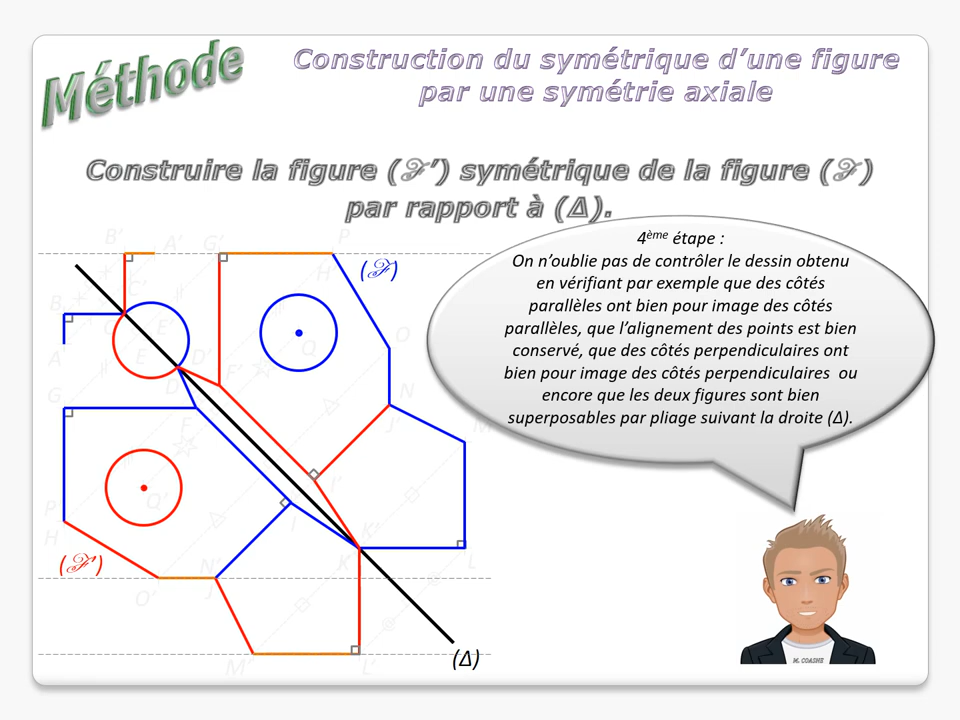 Méthode
Construction du symétrique d’une figure
par une symétrie axiale
Construire la figure (ℱ’) symétrique de la figure (ℱ)
par rapport à (Δ).
4ème étape :
On n’oublie pas de contrôler le dessin obtenu
en vérifiant par exemple que des côtés
parallèles ont bien pour image des côtés
parallèles, que l’alignement des points est bien
conservé, que des côtés perpendiculaires ont
bien pour image des côtés perpendiculaires ou
encore que les deux figures sont bien
superposables par pliage suivant la droite (Δ).
B’
A’
G’
P
H’
(ℱ)
B
C’
C
E’
A
E
D’
O
Q
G
D
F’
N
F
J’
M
P’
Q’
H
I
K’
(ℱ’)
N’
K
L
O’
J
M’
L’
(Δ)
M. COACHE